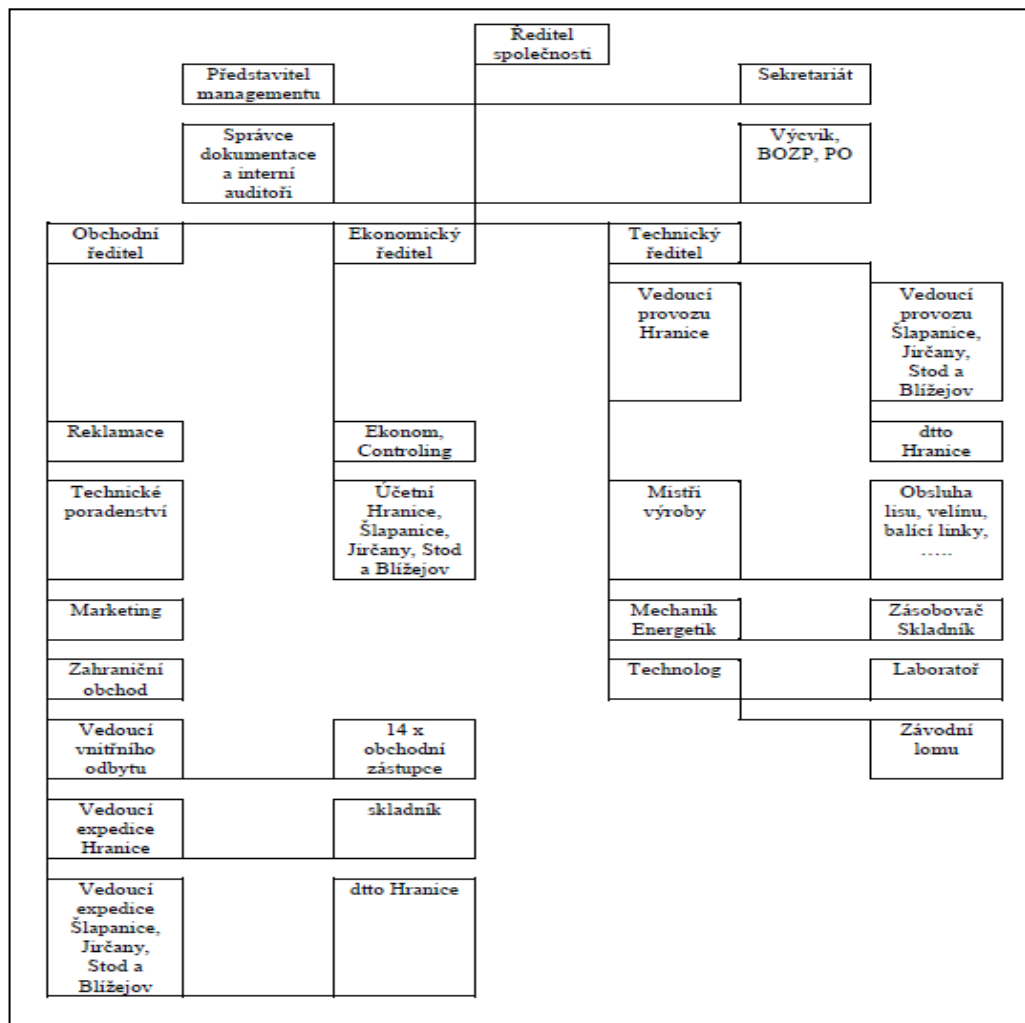 Ředitel
společnosti
Představitel
managementu
Sekretariát
Správce
dokumentace
a interní
auditoři
Výcvik,
BOZP, PO
Obchodní
ředitel
Ekonomický
ředitel
Technický
ředitel
Vedoucí
provozu
Hranice
Vedoucí
provozu
Šlapanice,
Jirčany,
Stod a
Blížejov
Reklamace
Ekonom,
Controling
dtto
Hranice
Technické
poradenství
Účetní
Hranice,
Šlapanice,
Jirčany, Stod
a Blížejov
Mistři
výroby
Obsluha
lisu, velínu,
balící linky,
.....
Marketing
Mechanik
Energetik
Zásobovač
Skladník
Zahraniční
obchod
Technolog
Laboratoř
Vedoucí
vnitřního
odbytu
14 x
obchodní
zástupce
Závodní
lomu
Vedoucí
expedice
Hranice
skladník
Vedoucí
expedice
Šlapanice,
Jirčany,
Stod a
Blížejov
dtto Hranice